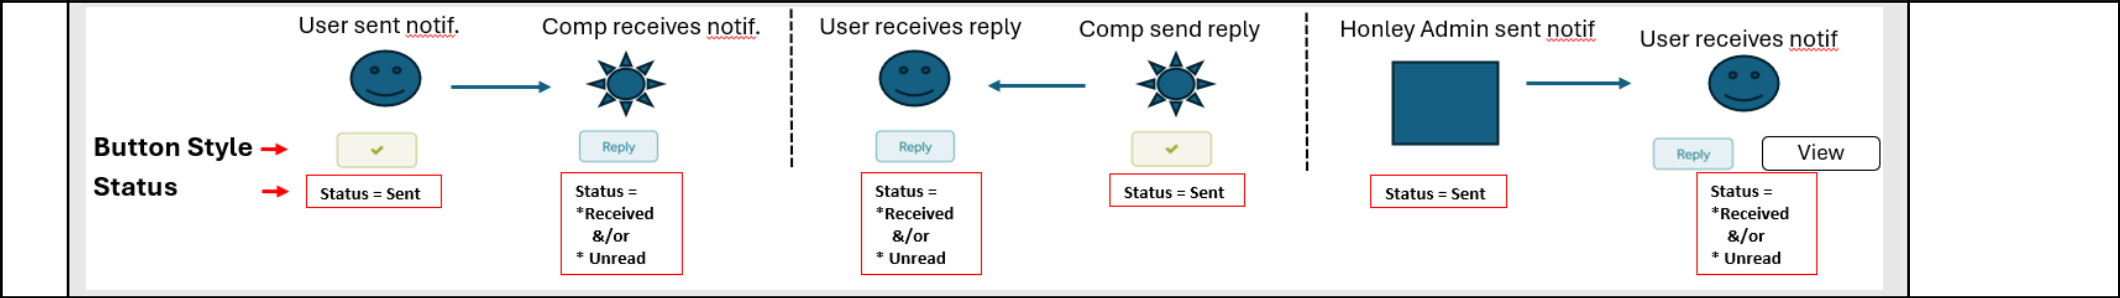 User sent notif.
Comp receives notif.
User receives reply
Comp send reply
Honley Admin sent notif
User receives notif
Button Style
Reply
Reply
Reply
View
Status
Status = Sent
Status =
*Received
&/or
* Unread
Status =
*Received
&/or
* Unread
Status = Sent
Status = Sent
Status =
*Received
&/or
* Unread